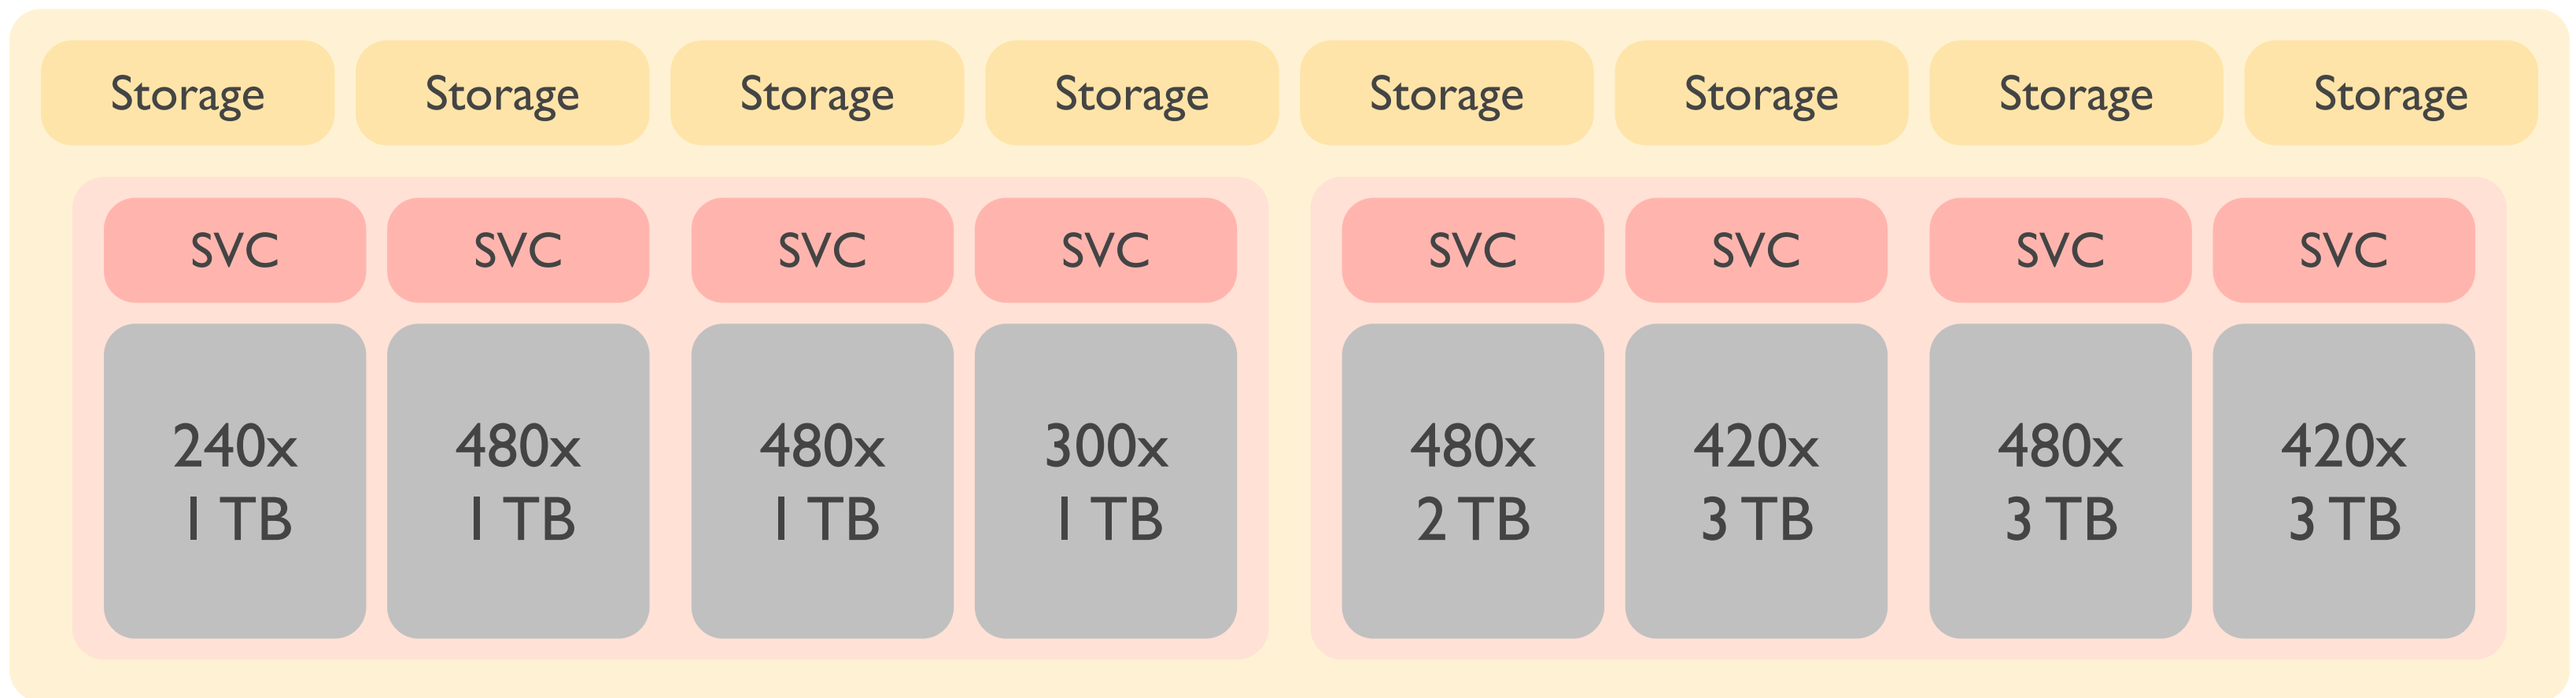 Storage Storage Storage Storage Storage Storage Storage Storage
SVC SVC SVC SVC SVC SVC SVC SVC
240x 480x 480x 300x 480x 420x 480x 420x
1 TB 1 TB 1 TB 1 TB 2 TB 3 TB 3 TB 3 TB